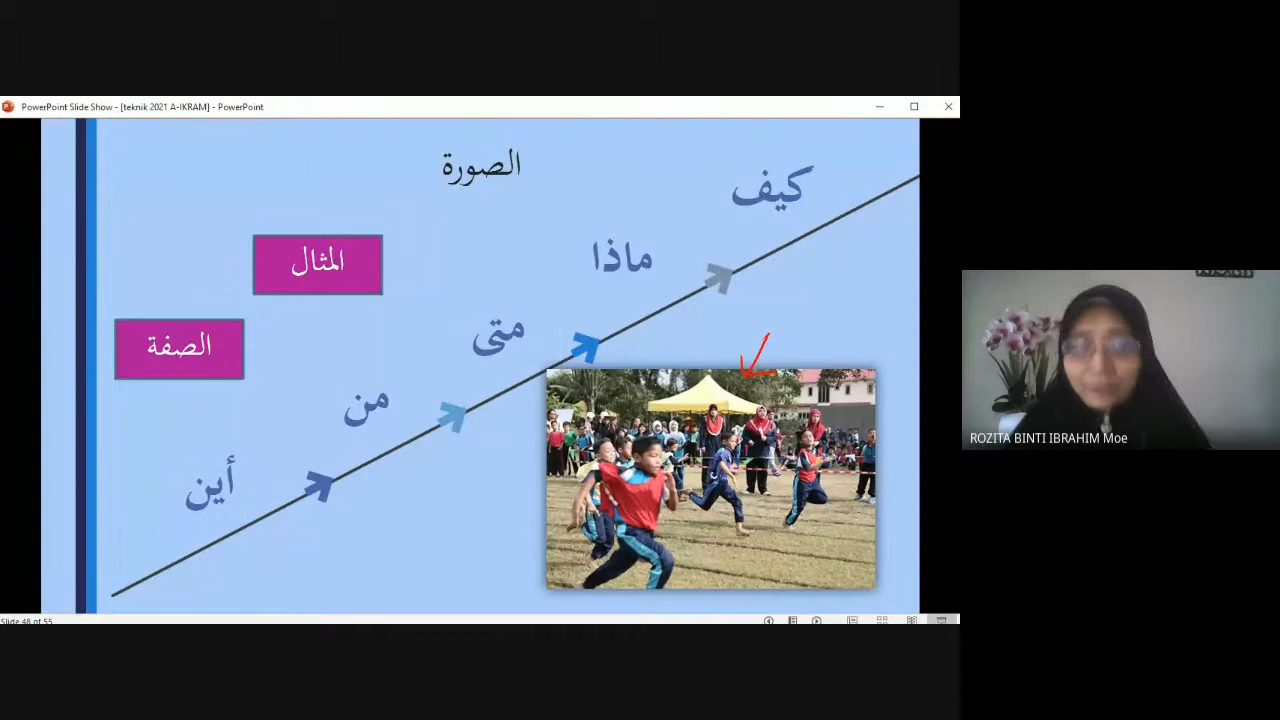 PowerPoint Slide Show - [teknik 2021 A-IKRAM] - PowerPoint
الصورة
كيف
ماذا
المثال
متى
الصفة
من
أين
ROZITA BINTI IBRAHIM Moe
Slide 48 of 55